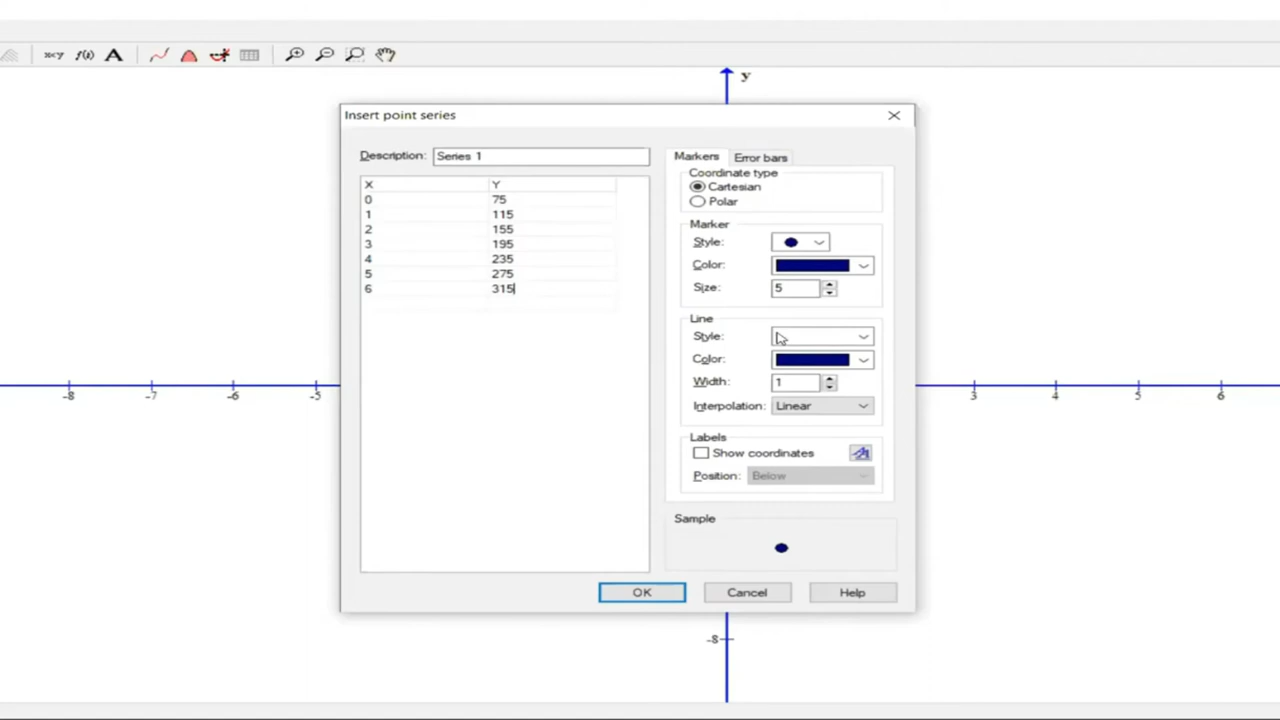 x=y f(x) A
y
Insert point series
Description: Series 1
X Y
0 75
1 115
2 155
3 195
4 235
5 275
6 315
Markers Error bars
Coordinate type
Cartesian
Polar
Marker
Style:
Color:
Size: 5
Line
Style:
Color:
Width: 1
Interpolation: Linear
Labels
Show coordinates
Position: Below
Sample
OK Cancel Help
-8 -7 -6 -5 3 4 5 6
-8